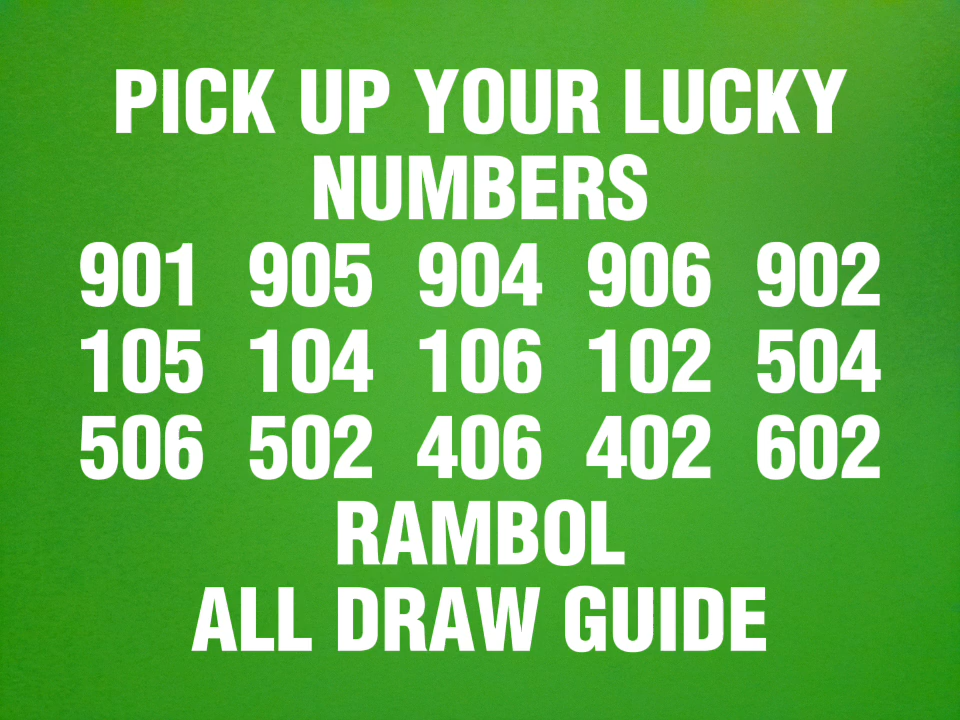 PICK UP YOUR LUCKY
NUMBERS
901 905 904 906 902
105 104 106 102 504
506 502 406 402 602
RAMBOL
ALL DRAW GUIDE